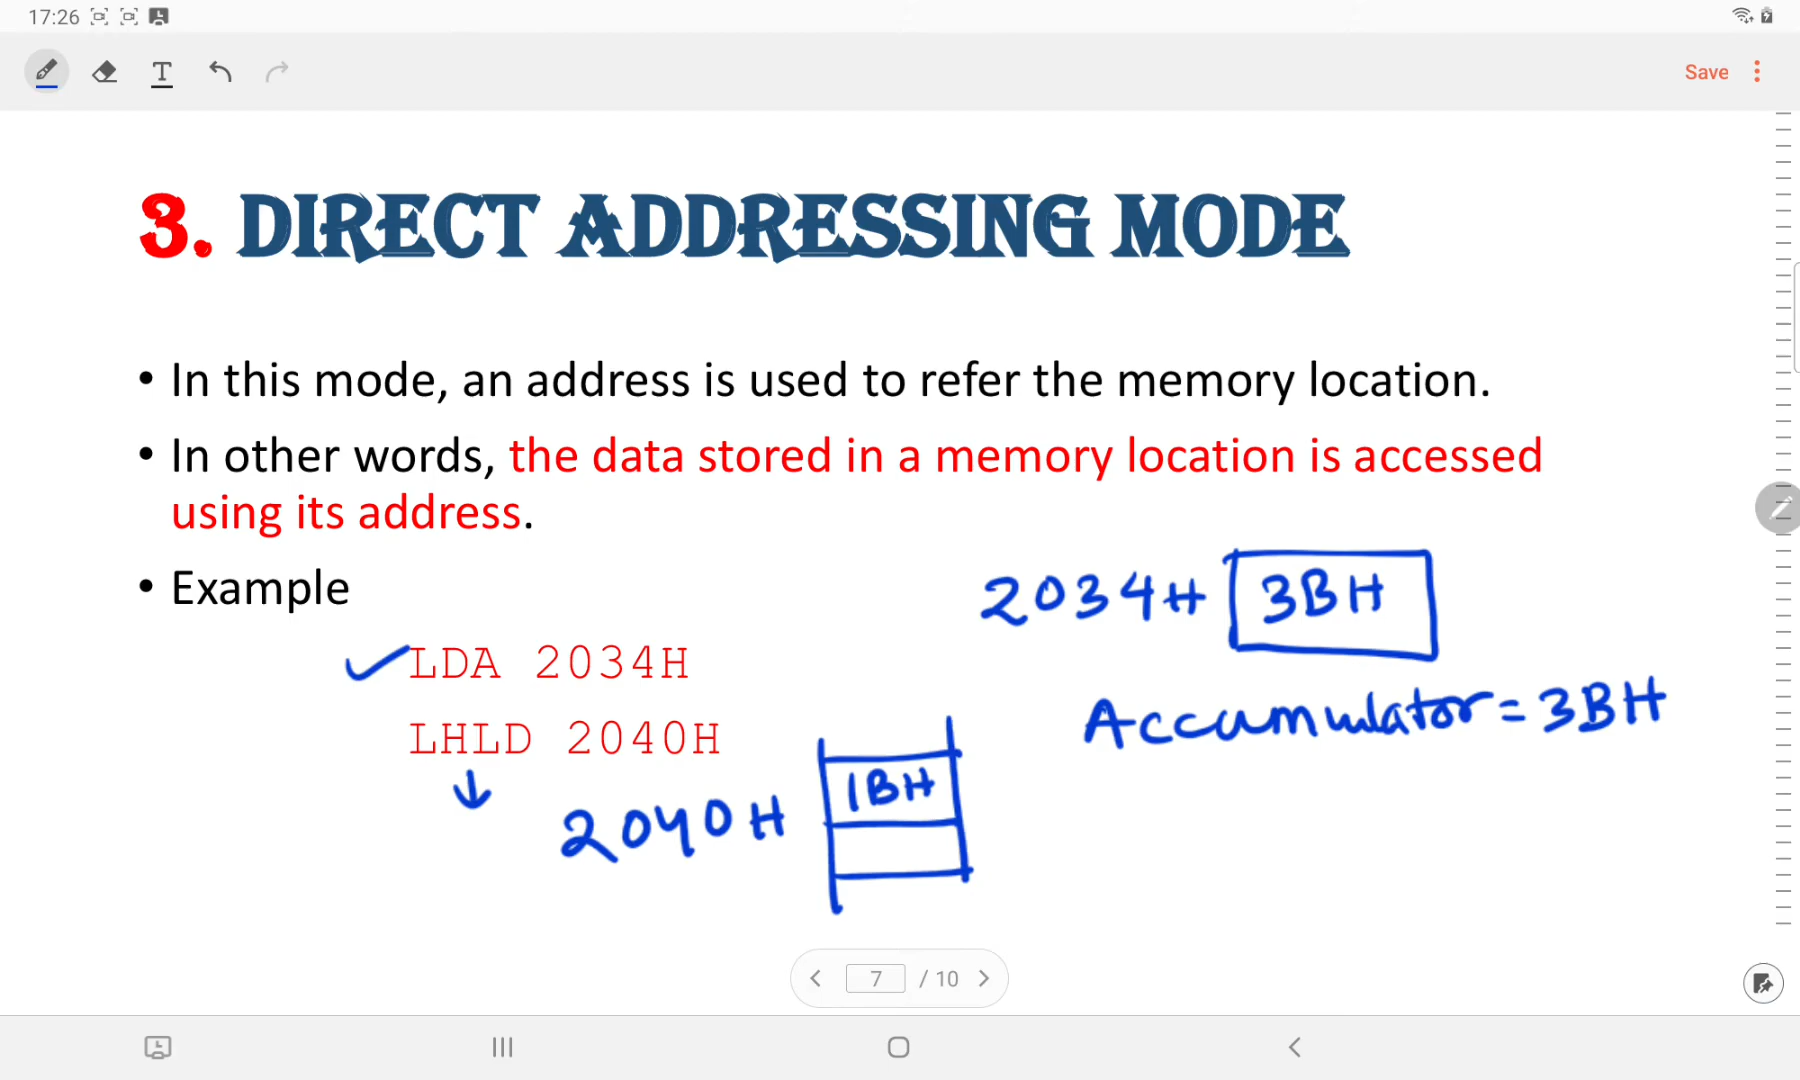 17:26
Save
3. DIRECT ADDRESSING MODE
• In this mode, an address is used to refer the memory location.
• In other words, the data stored in a memory location is accessed
using its address.
• Example
2034H 3BH
LDA 2034H
Accumulator = 3BH
LHLD 2040H
2040H 1BH
7 / 10